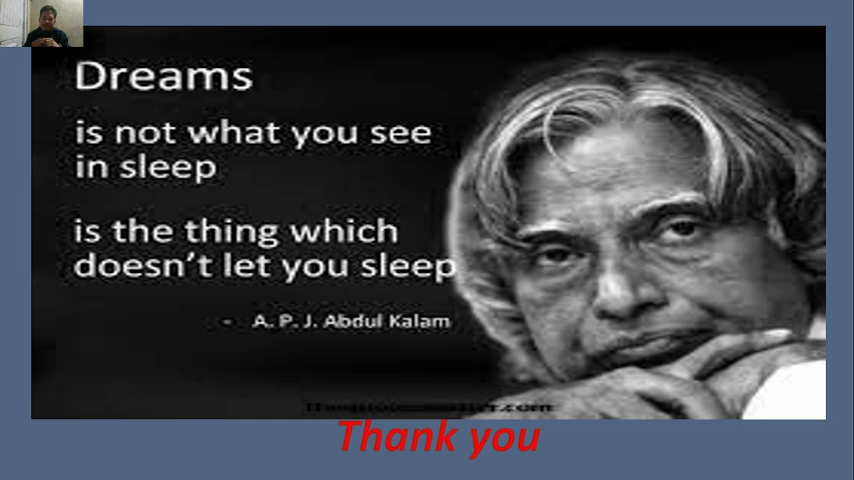 Dreams
is not what you see
in sleep
is the thing which
doesn't let you sleep
- A. P. J. Abdul Kalam
Thank you